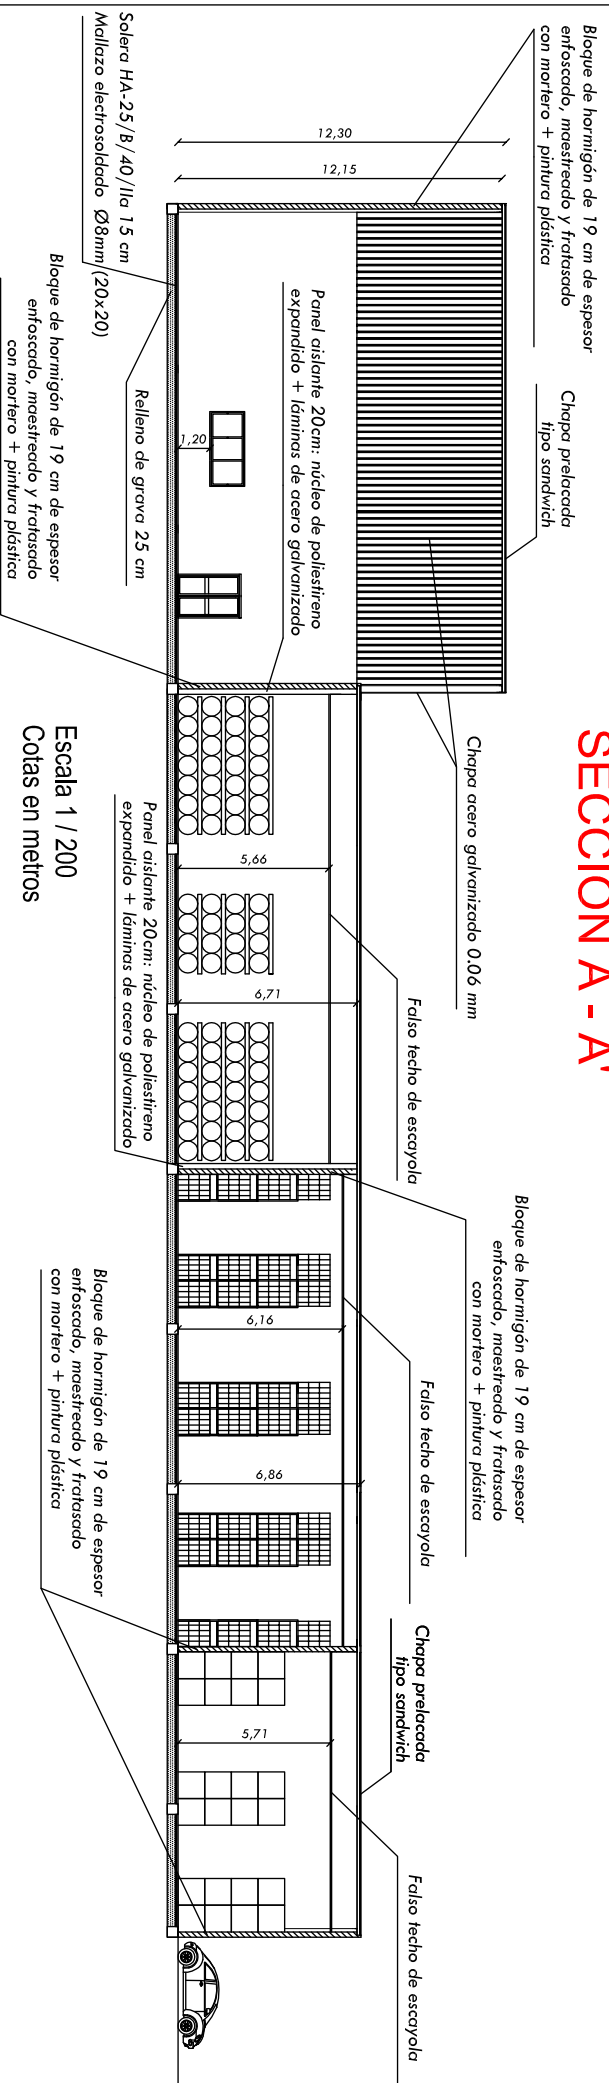 SECCION A - A'
Bloque de hormigón de 19 cm de espesor
enfoscado, maestreado y fratasado
con mortero + pintura plástica
Chapa prelacada
tipo sandwich
Chapa acero galvanizado 0.06 mm
Falso techo de escayola
Bloque de hormigón de 19 cm de espesor
enfoscado, maestreado y fratasado
con mortero + pintura plástica
Falso techo de escayola
Chapa prelacada
tipo sandwich
Falso techo de escayola
12,30
12,15
Panel aislante 20cm: núcleo de poliestireno
expandido + láminas de acero galvanizado
1,20
5,66
6,71
6,16
6,86
5,71
Solera HA-25/B/40/IIa 15 cm
Mallazo electrosoldado Ø8mm (20x20)
Relleno de grava 25 cm
Bloque de hormigón de 19 cm de espesor
enfoscado, maestreado y fratasado
con mortero + pintura plástica
Panel aislante 20cm: núcleo de poliestireno
expandido + láminas de acero galvanizado
Bloque de hormigón de 19 cm de espesor
enfoscado, maestreado y fratasado
con mortero + pintura plástica
Escala 1 / 200
Cotas en metros